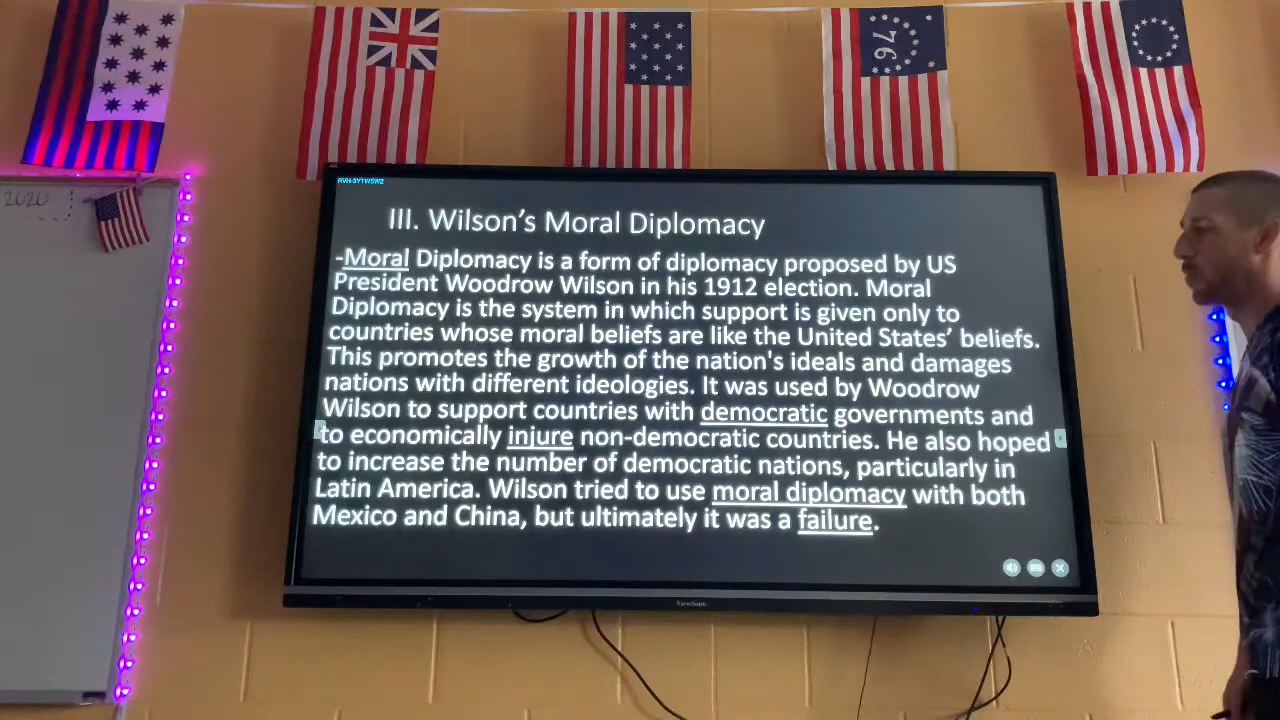 76
2020
RVH-3Y1W5W2
III. Wilson's Moral Diplomacy
-Moral Diplomacy is a form of diplomacy proposed by US
President Woodrow Wilson in his 1912 election. Moral
Diplomacy is the system in which support is given only to
countries whose moral beliefs are like the United States' beliefs.
This promotes the growth of the nation's ideals and damages
nations with different ideologies. It was used by Woodrow
Wilson to support countries with democratic governments and
to economically injure non-democratic countries. He also hoped
to increase the number of democratic nations, particularly in
Latin America. Wilson tried to use moral diplomacy with both
Mexico and China, but ultimately it was a failure.
ViewSonic